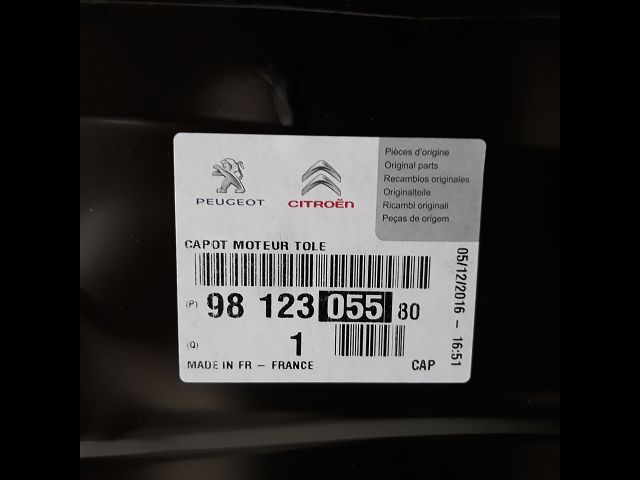 Pièces d'origine
Original parts
Recambios originales
Originalteile
Ricambi originali
Peças de origem
PEUGEOT
CITROËN
CAPOT MOTEUR TOLE
(P) 98 123 055 80
(Q) 1
MADE IN FR – FRANCE
CAP
05/12/2016 – 16:51